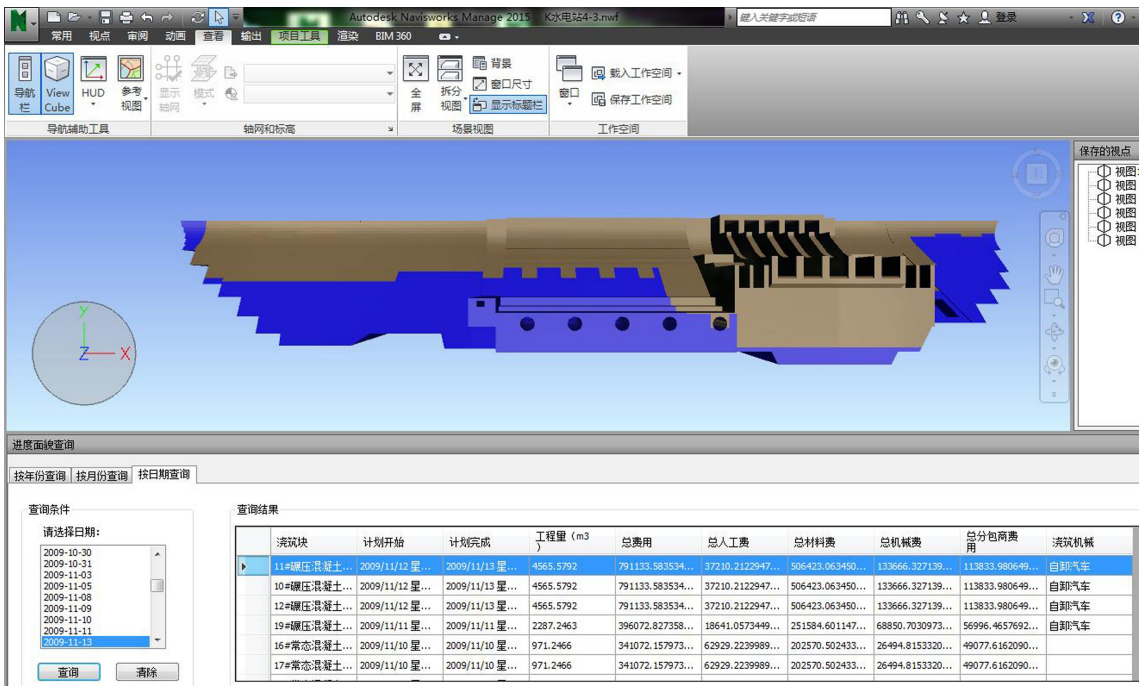 Autodesk Navisworks Manage 2015 K水电站4-3.nwf
键入关键字或短语
登录
常用 视点 审阅 动画 查看 输出 项目工具 渲染 BIM 360
导航栏
View Cube
HUD
参考视图
显示轴网
模式
全屏
拆分视图
背景
窗口尺寸
显示标题栏
窗口
载入工作空间
保存工作空间
导航辅助工具 轴网和标高 场景视图 工作空间
保存的视点
视图:
视图
视图
视图
视图
视图
Y
Z X
进度面貌查询
按年份查询 按月份查询 按日期查询
查询条件
请选择日期:
2009-10-30
2009-10-31
2009-11-03
2009-11-05
2009-11-08
2009-11-09
2009-11-10
2009-11-11
2009-11-13
查询 清除
查询结果
浇筑块 计划开始 计划完成 工程量（m3） 总费用 总人工费 总材料费 总机械费 总分包商费用 浇筑机械
11#碾压混凝土... 2009/11/12 星... 2009/11/13 星... 4565.5792 791133.583534... 37210.2122947... 506423.063450... 133666.327139... 113833.980649... 自卸汽车
10#碾压混凝土... 2009/11/12 星... 2009/11/13 星... 4565.5792 791133.583534... 37210.2122947... 506423.063450... 133666.327139... 113833.980649... 自卸汽车
12#碾压混凝土... 2009/11/12 星... 2009/11/13 星... 4565.5792 791133.583534... 37210.2122947... 506423.063450... 133666.327139... 113833.980649... 自卸汽车
19#碾压混凝土... 2009/11/11 星... 2009/11/11 星... 2287.2463 396072.827358... 18641.0573449... 251584.601147... 68850.7030973... 56996.4657692... 自卸汽车
16#常态混凝土... 2009/11/10 星... 2009/11/10 星... 971.2466 341072.157973... 62929.2239989... 202570.502433... 26494.8153320... 49077.6162090...
17#常态混凝土... 2009/11/10 星... 2009/11/10 星... 971.2466 341072.157973... 62929.2239989... 202570.502433... 26494.8153320... 49077.6162090...